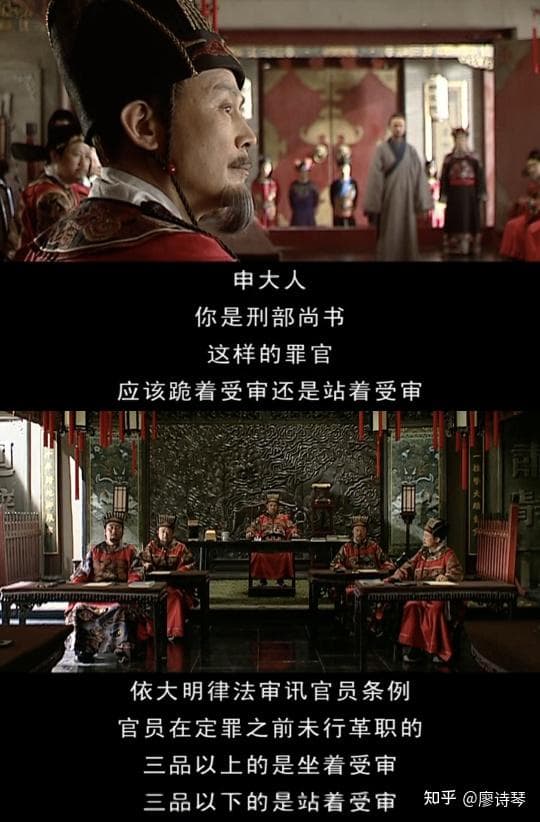 申大人
你是刑部尚书
这样的罪官
应该跪着受审还是站着受审
依大明律法审讯官员条例
官员在定罪之前未行革职的
三品以上的是坐着受审
三品以下的是站着受审
知乎 @廖诗琴